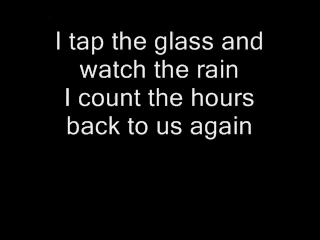 I tap the glass and
watch the rain
I count the hours
back to us again